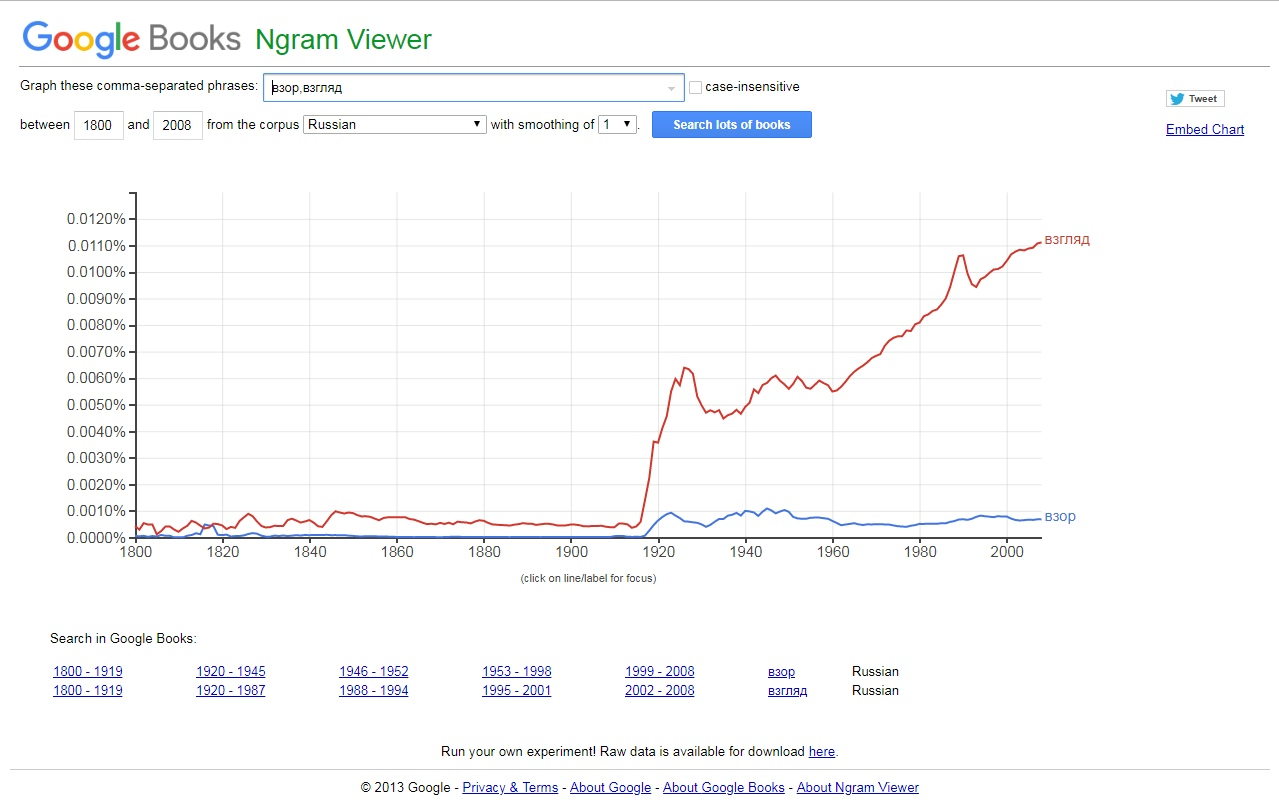 Google Books Ngram Viewer
Graph these comma-separated phrases: взор,взгляд case-insensitive
between 1800 and 2008 from the corpus Russian with smoothing of 1 . Search lots of books
Tweet
Embed Chart
0.0120%
0.0110%
0.0100%
0.0090%
0.0080%
0.0070%
0.0060%
0.0050%
0.0040%
0.0030%
0.0020%
0.0010%
0.0000%
взгляд
взор
1800 1820 1840 1860 1880 1900 1920 1940 1960 1980 2000
(click on line/label for focus)
Search in Google Books:
1800 - 1919 1920 - 1945 1946 - 1952 1953 - 1998 1999 - 2008 взор Russian
1800 - 1919 1920 - 1987 1988 - 1994 1995 - 2001 2002 - 2008 взгляд Russian
Run your own experiment! Raw data is available for download here.
© 2013 Google - Privacy & Terms - About Google - About Google Books - About Ngram Viewer